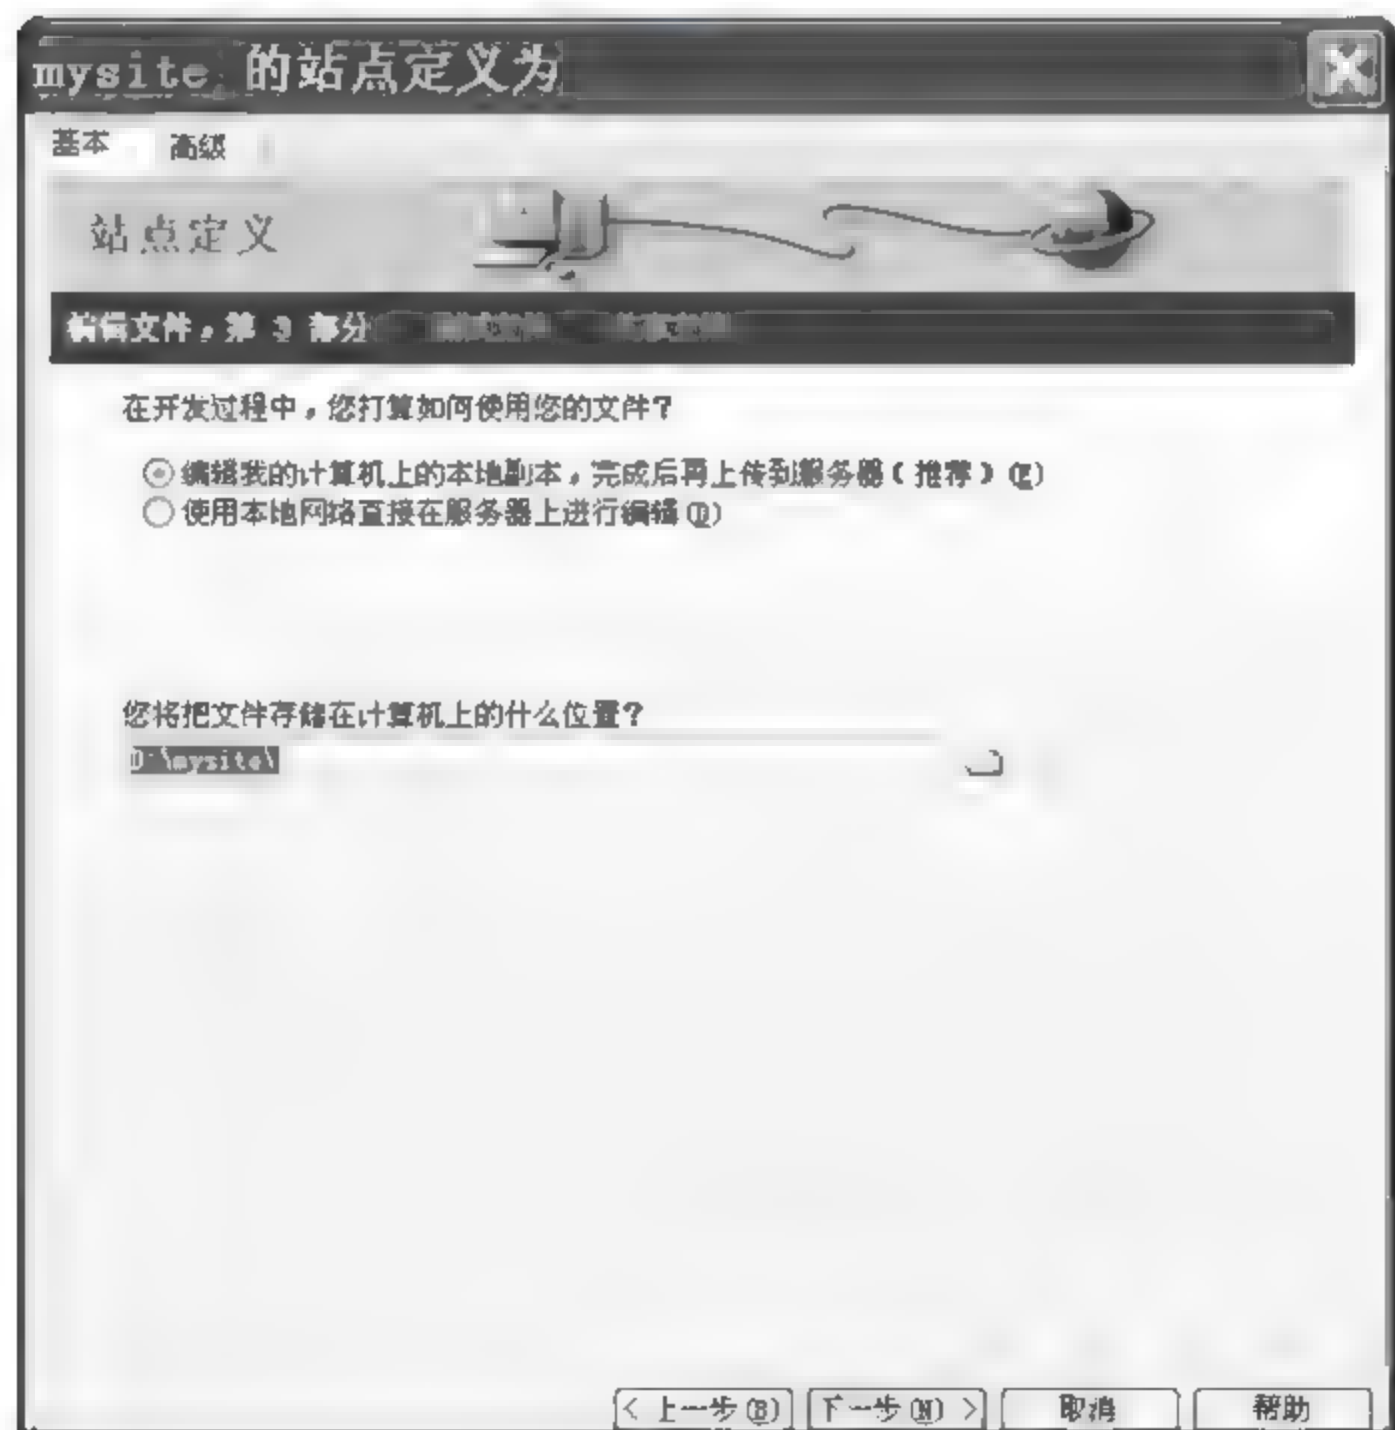 mysite 的站点定义为
基本 高级
站点定义
编辑文件，第 3 部分
在开发过程中，您打算如何使用您的文件？
编辑我的计算机上的本地副本，完成后再上传到服务器（推荐）(E)
使用本地网络直接在服务器上进行编辑(D)
您将把文件存储在计算机上的什么位置？
D:\mysite\
< 上一步(B) 下一步(N) > 取消 帮助